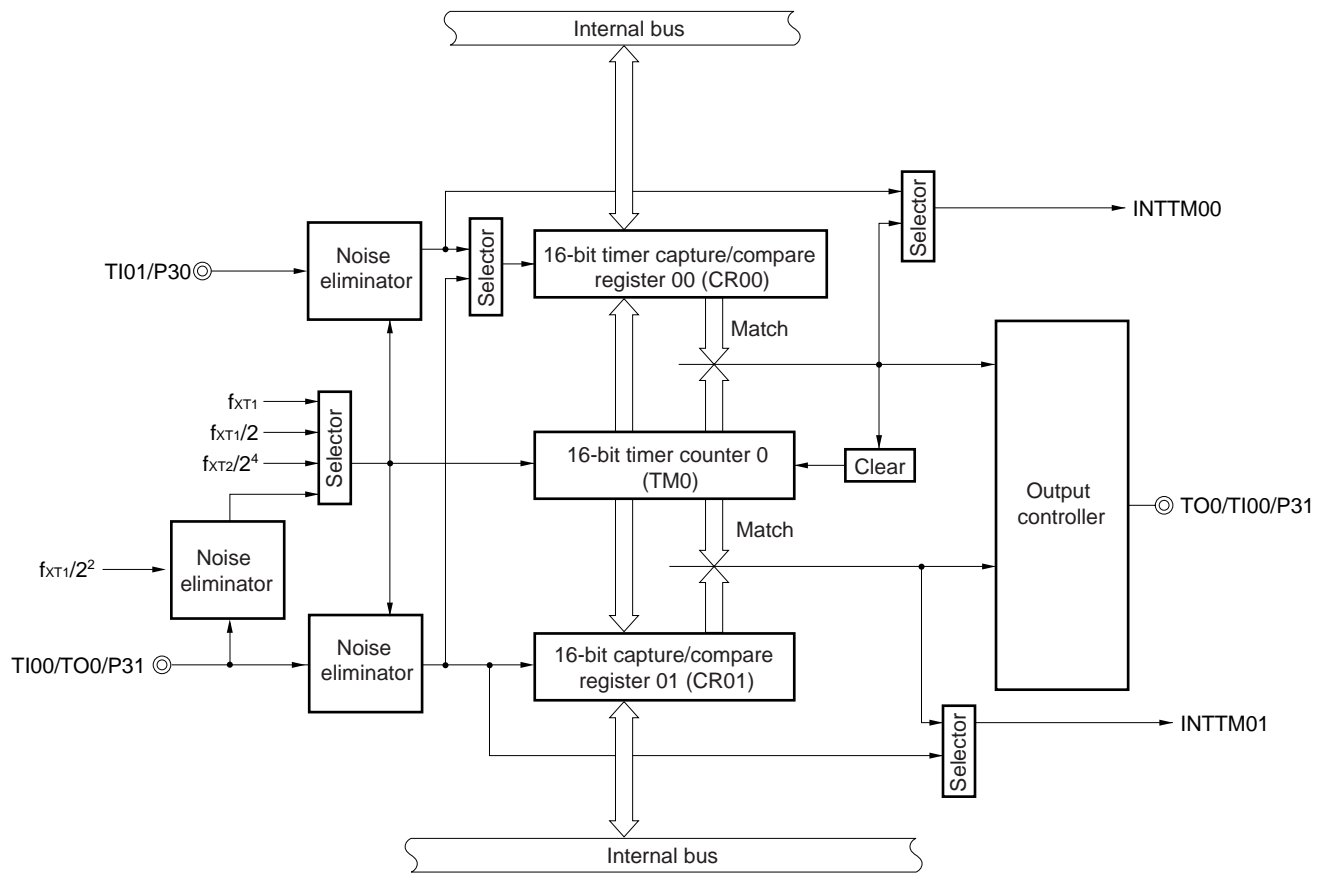 Internal bus
Selector
INTTM00
TI01/P30
Noise
eliminator
Selector
16-bit timer capture/compare
register 00 (CR00)
Match
fXT1
fXT1/2
fXT2/2⁴
Selector
16-bit timer counter 0
(TM0)
Clear
Output
controller
TO0/TI00/P31
Match
fXT1/2²
Noise
eliminator
TI00/TO0/P31
Noise
eliminator
16-bit capture/compare
register 01 (CR01)
Selector
INTTM01
Internal bus